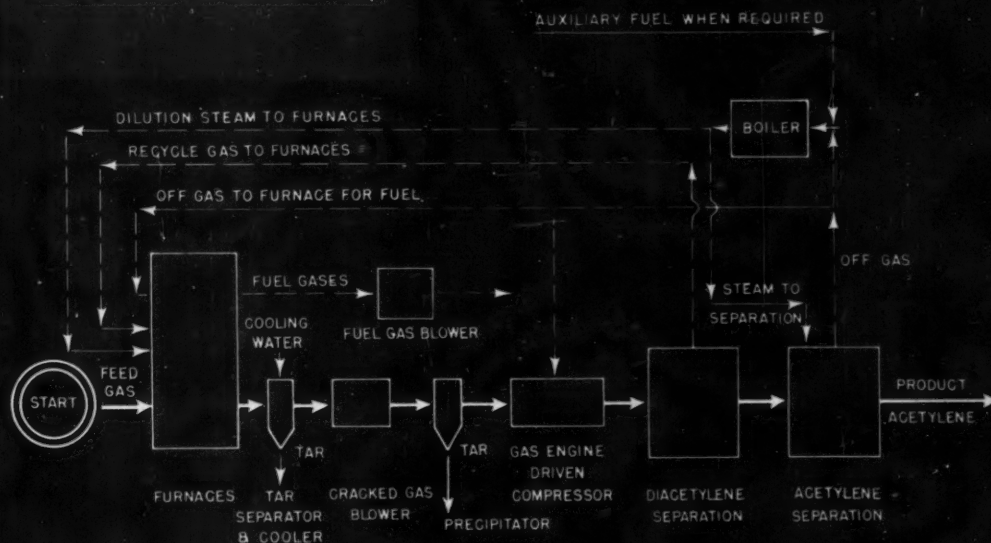 AUXILIARY FUEL WHEN REQUIRED
BOILER
DILUTION STEAM TO FURNACES
RECYCLE GAS TO FURNACES
OFF GAS TO FURNACE FOR FUEL
OFF GAS
FUEL GASES
FUEL GAS BLOWER
STEAM TO
SEPARATION
COOLING
WATER
START
FEED
GAS
PRODUCT
ACETYLENE
TAR
TAR
FURNACES
TAR
SEPARATOR
& COOLER
CRACKED GAS
BLOWER
PRECIPITATOR
GAS ENGINE
DRIVEN
COMPRESSOR
DIACETYLENE
SEPARATION
ACETYLENE
SEPARATION